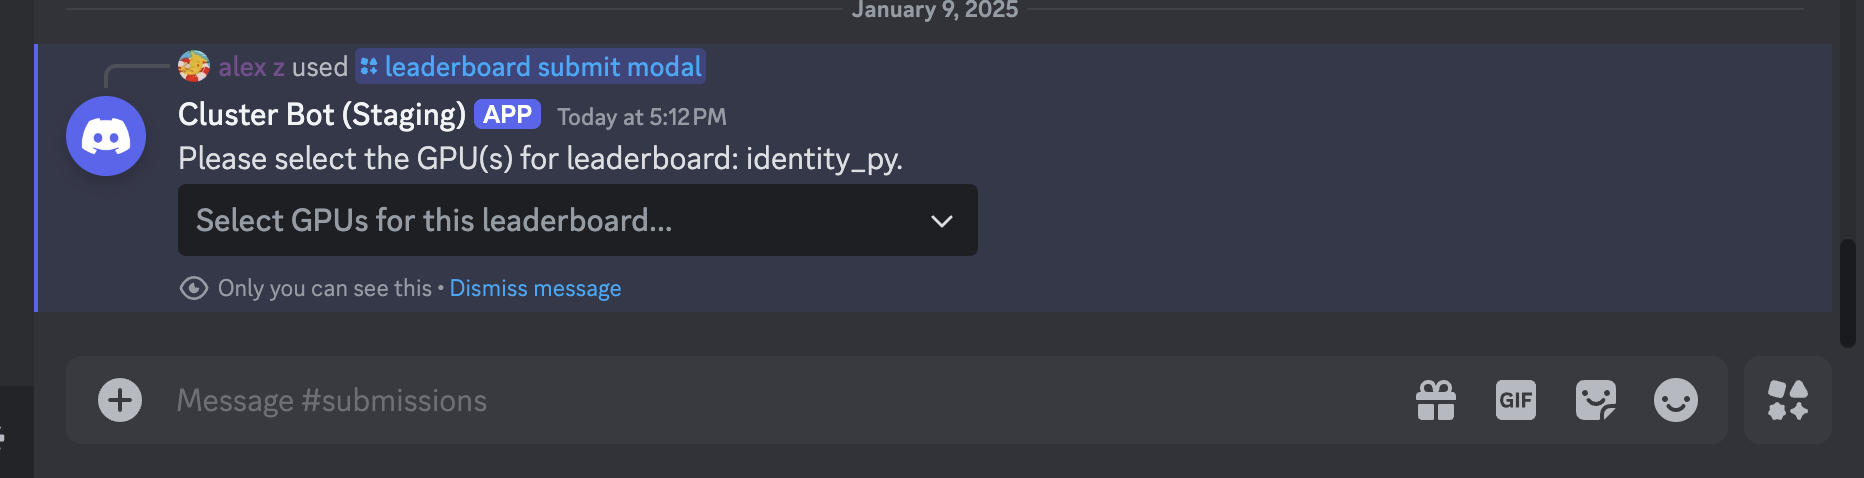 January 9, 2025
alex z used leaderboard submit modal
Cluster Bot (Staging) APP Today at 5:12 PM
Please select the GPU(s) for leaderboard: identity_py.
Select GPUs for this leaderboard...
Only you can see this • Dismiss message
Message #submissions
GIF